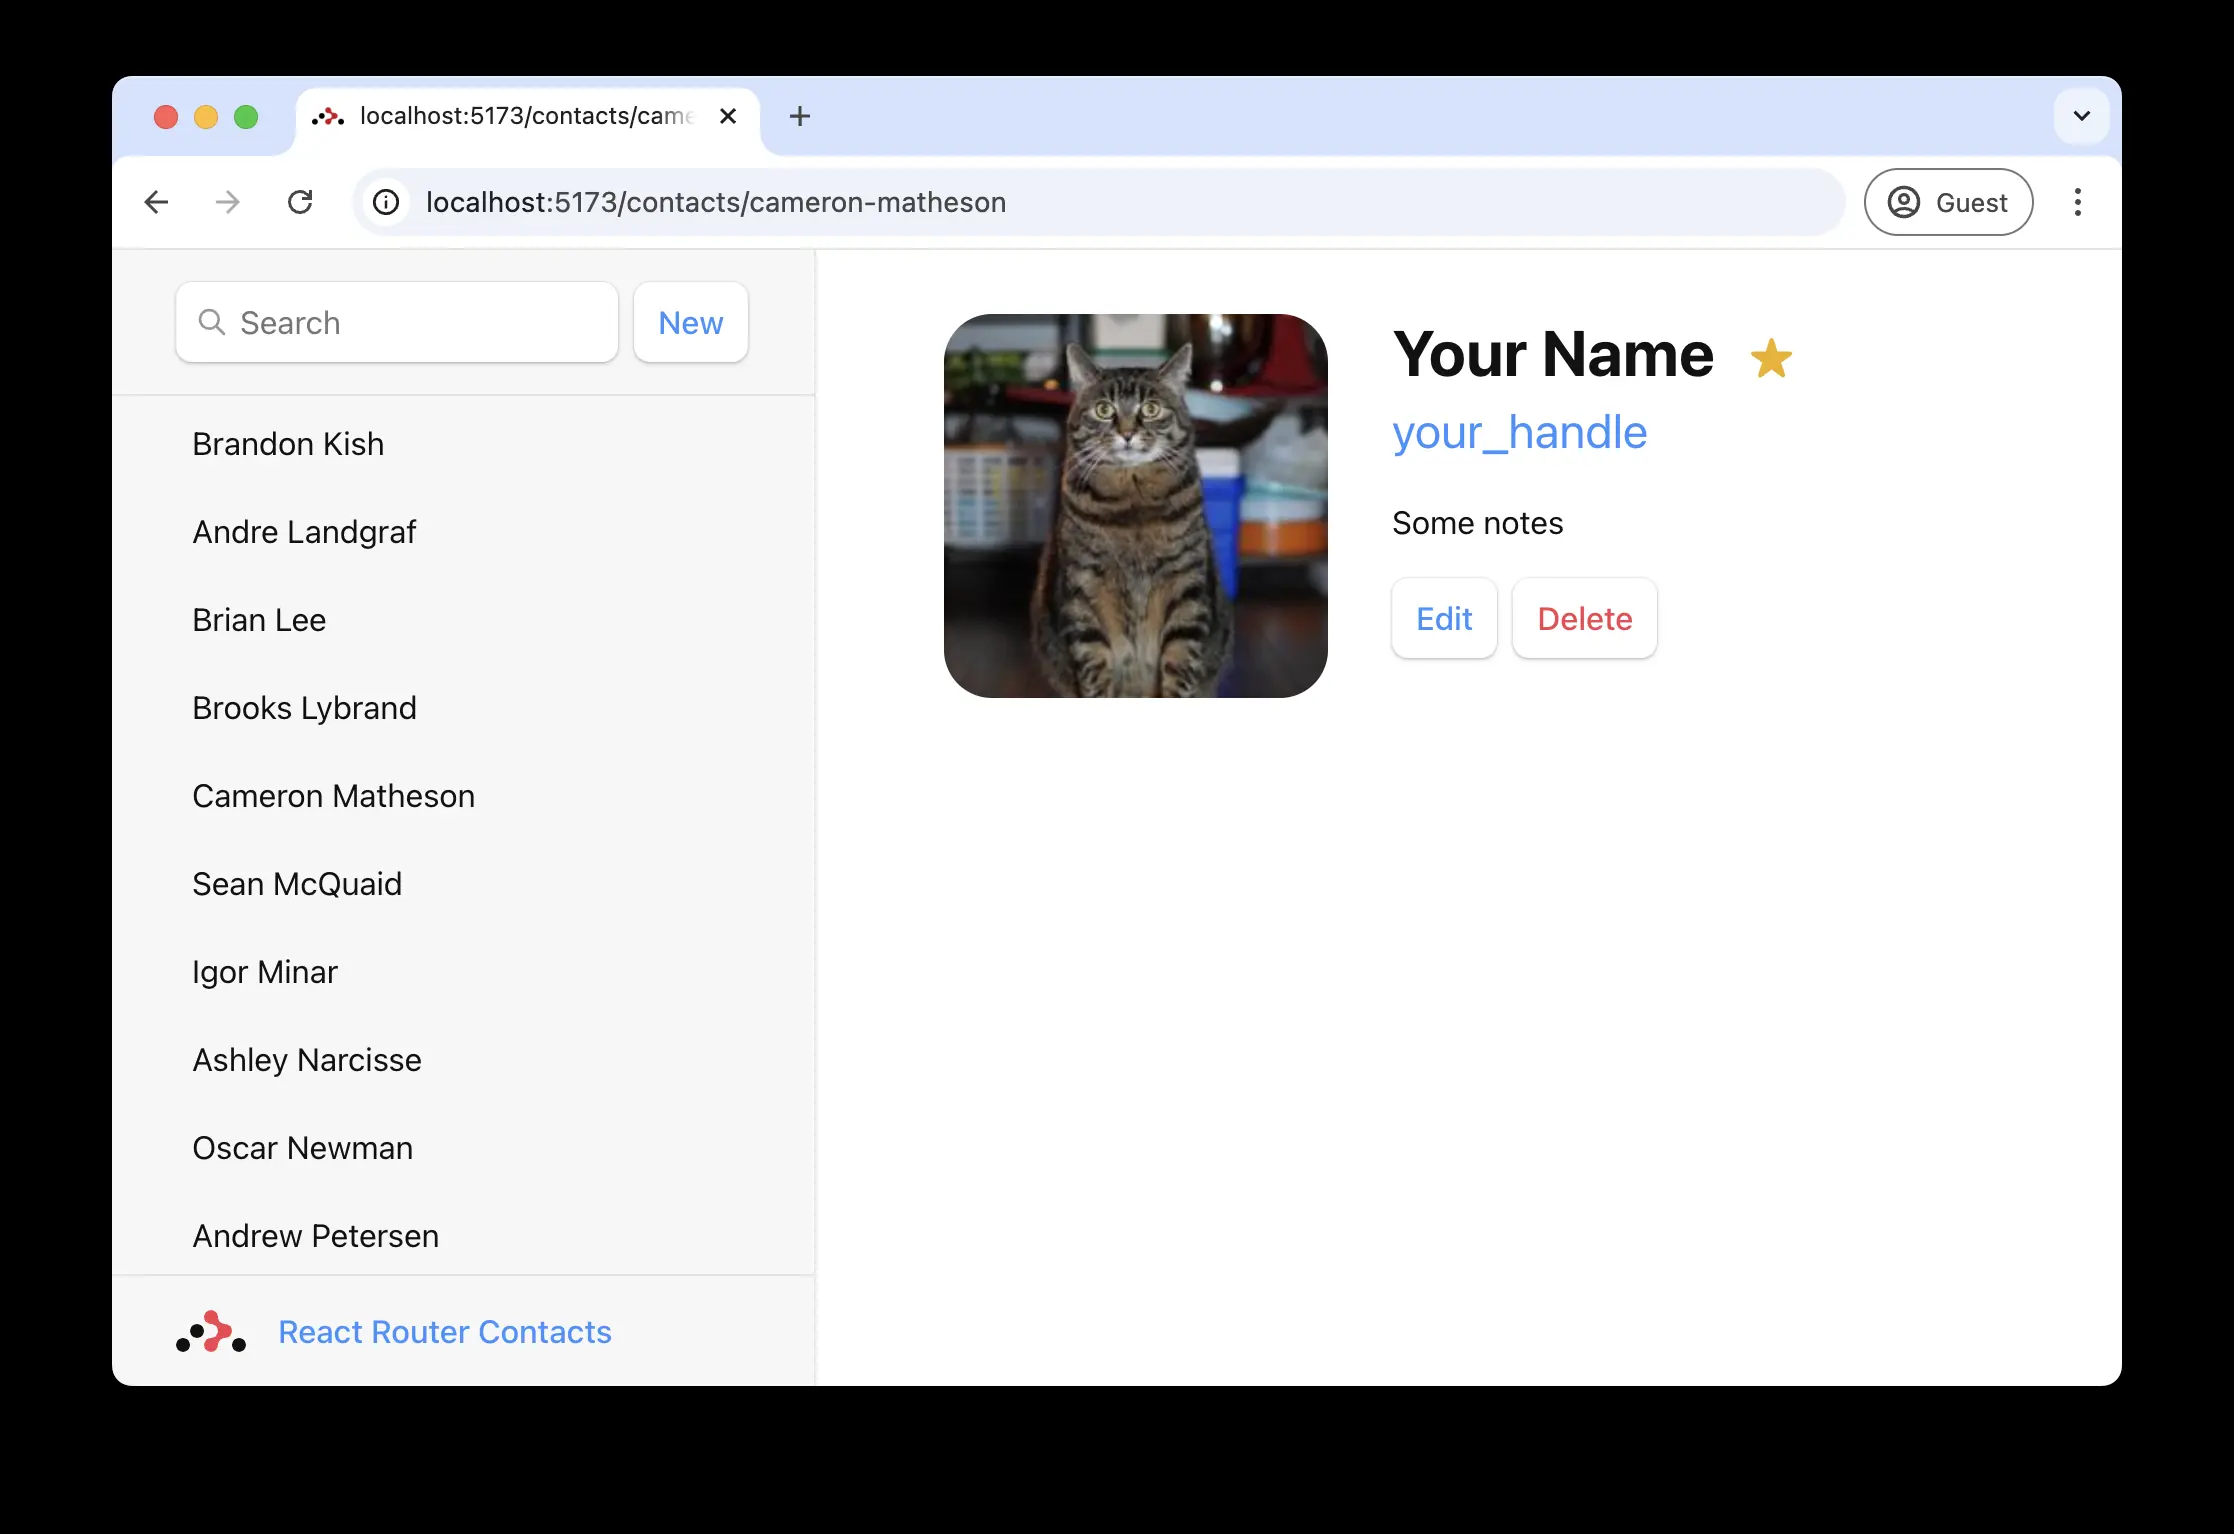 localhost:5173/contacts/came
localhost:5173/contacts/cameron-matheson
Guest
Search
New
Brandon Kish
Andre Landgraf
Brian Lee
Brooks Lybrand
Cameron Matheson
Sean McQuaid
Igor Minar
Ashley Narcisse
Oscar Newman
Andrew Petersen
React Router Contacts
Your Name
your_handle
Some notes
Edit
Delete